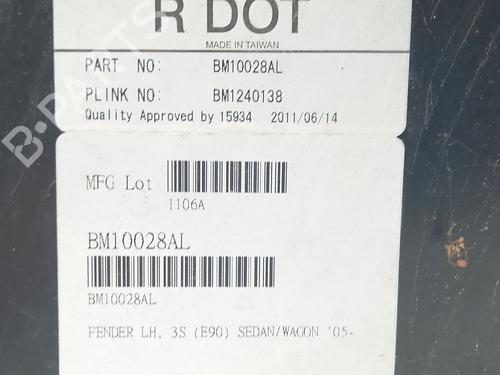 R DOT
MADE IN TAIWAN
PART NO: BM10028AL
PLINK NO: BM1240138
Quality Approved by 15934 2011/06/14
MFG Lot
1106A
BM10028AL
BM10028AL
FENDER LH, 3S (E90) SEDAN/WAGON '05-
B-PARTS